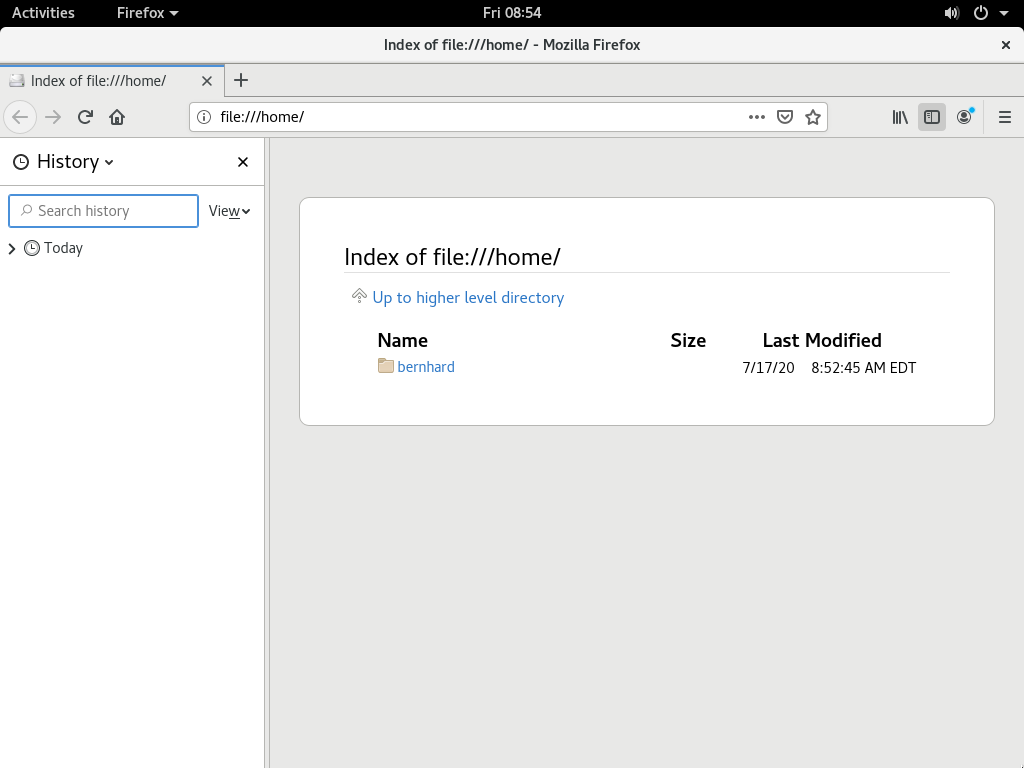 Activities Firefox Fri 08:54
Index of file:///home/ - Mozilla Firefox
Index of file:///home/
file:///home/
History
Search history View
Today
Index of file:///home/
Up to higher level directory
Name Size Last Modified
bernhard 7/17/20 8:52:45 AM EDT